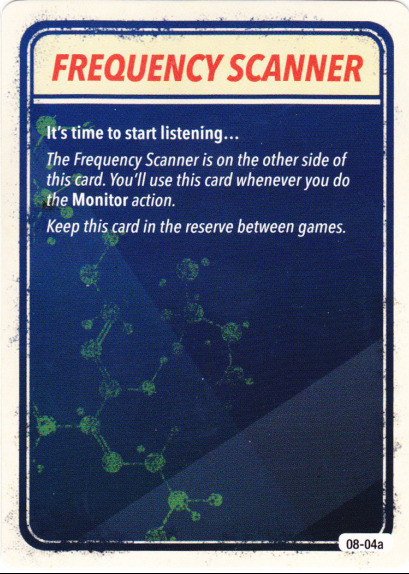 FREQUENCY SCANNER
It's time to start listening...
The Frequency Scanner is on the other side of
this card. You'll use this card whenever you do
the Monitor action.
Keep this card in the reserve between games.
08-04a